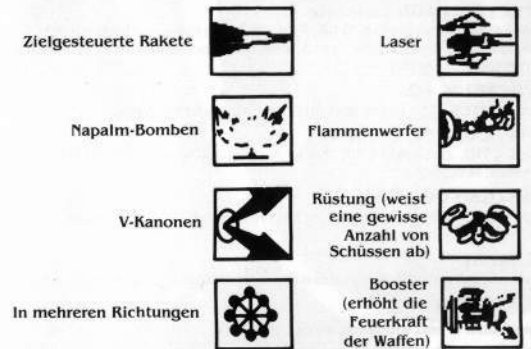 Zielgesteuerte Rakete
Laser
Napalm-Bomben
Flammenwerfer
V-Kanonen
Rüstung (weist
eine gewisse
Anzahl von
Schüssen ab)
In mehreren Richtungen
Booster
(erhöht die
Feuerkraft
der Waffen)